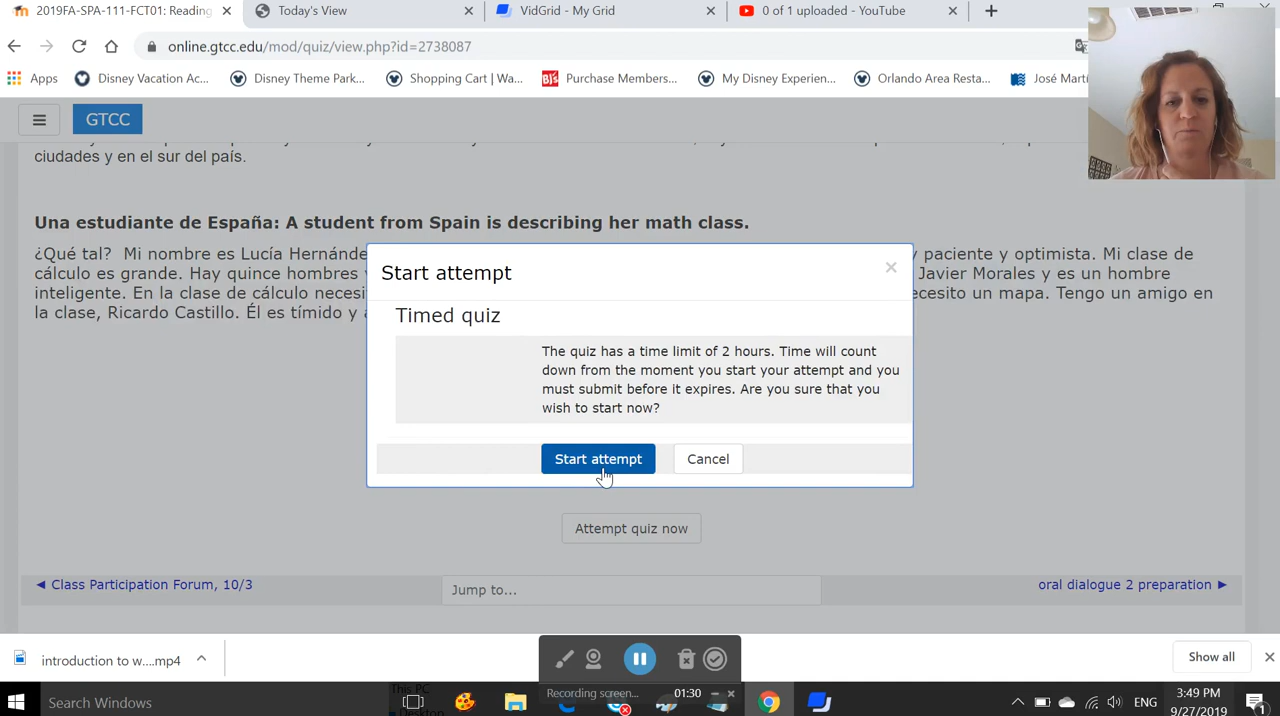 2019FA-SPA-111-FCT01: Reading
Today's View
VidGrid - My Grid
0 of 1 uploaded - YouTube
online.gtcc.edu/mod/quiz/view.php?id=2738087
Apps
Disney Vacation Ac...
Disney Theme Park...
Shopping Cart | Wa...
BJ's
Purchase Members...
My Disney Experien...
Orlando Area Resta...
José Martí
GTCC
ciudades y en el sur del país.
Una estudiante de España: A student from Spain is describing her math class.
¿Qué tal? Mi nombre es Lucía Hernánde
y paciente y optimista. Mi clase de
cálculo es grande. Hay quince hombres
Javier Morales y es un hombre
inteligente. En la clase de cálculo necesi
ecesito un mapa. Tengo un amigo en
la clase, Ricardo Castillo. Él es tímido y
Start attempt
×
Timed quiz
The quiz has a time limit of 2 hours. Time will count
down from the moment you start your attempt and you
must submit before it expires. Are you sure that you
wish to start now?
Start attempt
Cancel
Attempt quiz now
◄ Class Participation Forum, 10/3
Jump to...
oral dialogue 2 preparation ►
introduction to w....mp4
Show all
Recording screen...
01:30
Search Windows
This PC
Desktop
ENG
3:49 PM
9/27/2019
1